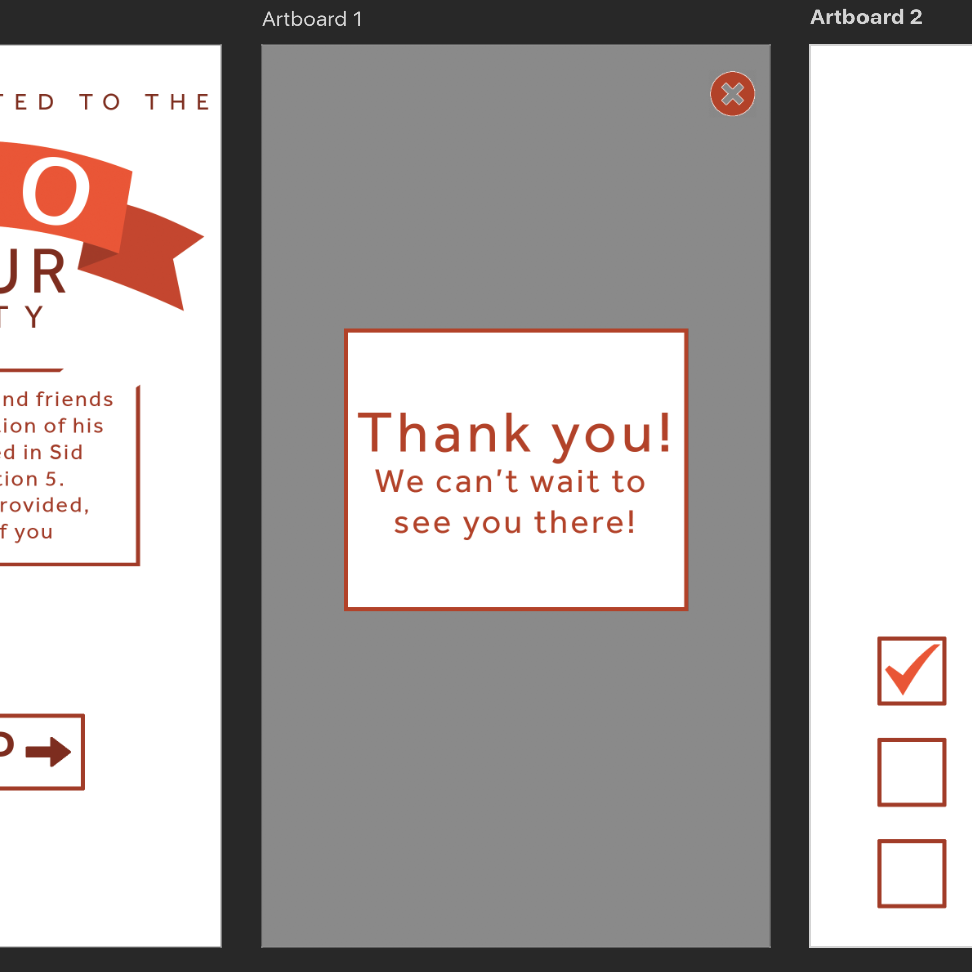 Artboard 1
Artboard 2
TED TO THE
O
UR
TY
nd friends
ion of his
ed in Sid
tion 5.
rovided,
f you
P
Thank you!
We can't wait to
see you there!